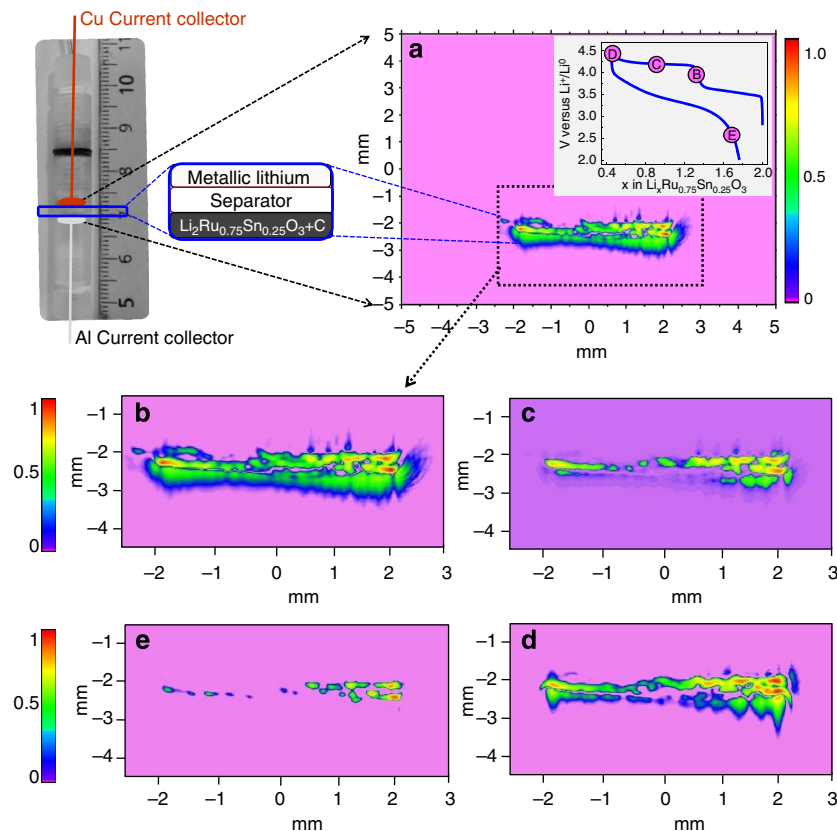 Cu Current collector
11
10
9
8
7
6
5
Metallic lithium
Separator
Li2Ru0.75Sn0.25O3+C
Al Current collector
a
5
4
3
2
1
0
−1
−2
−3
−4
−5
mm
−5 −4 −3 −2 −1 0 1 2 3 4 5
mm
4.5
4.0
3.5
3.0
2.5
2.0
V versus Li+/Li0
D
C
B
E
0.4 0.8 1.2 1.6 2.0
x in LixRu0.75Sn0.25O3
1.0
0
1
0.5
0
b
−1
−2
−3
−4
mm
−2 −1 0 1 2 3
mm
c
−1
−2
−3
−4
mm
−2 −1 0 1 2 3
mm
1
0.5
0
e
−1
−2
−3
−4
mm
−2 −1 0 1 2 3
mm
d
−1
−2
−3
−4
mm
−2 −1 0 1 2 3
mm